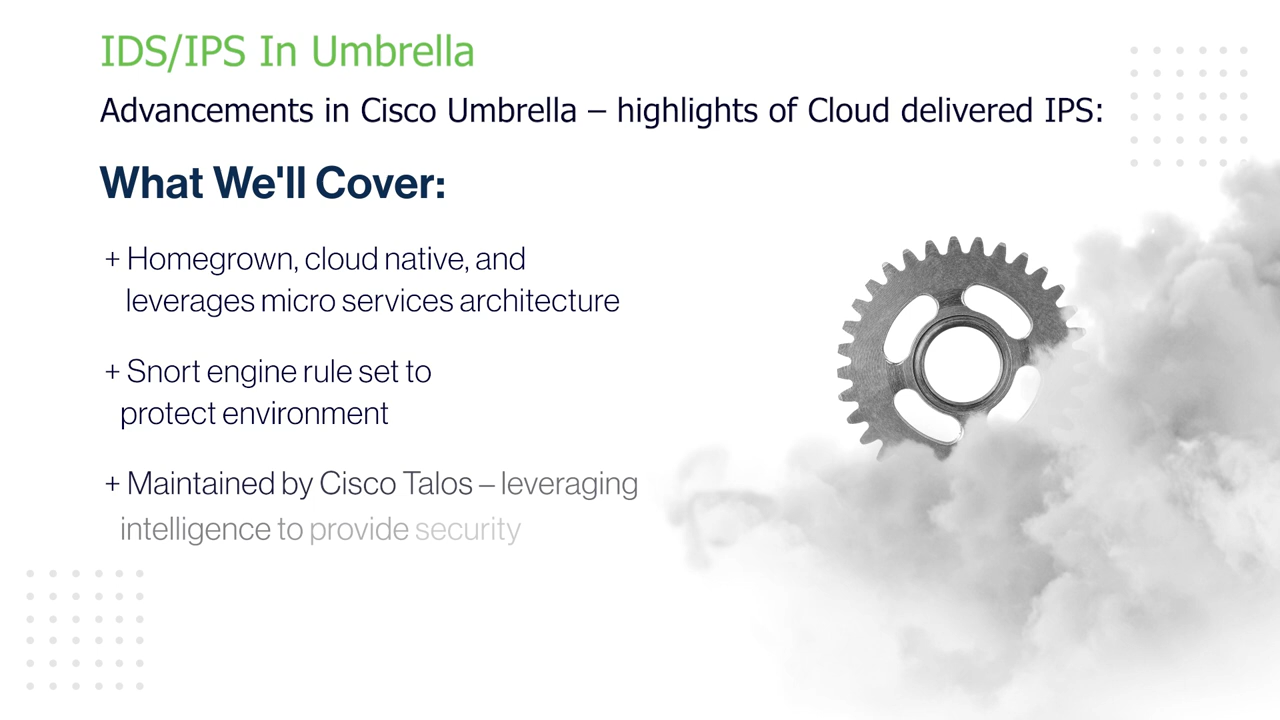 IDS/IPS In Umbrella
Advancements in Cisco Umbrella – highlights of Cloud delivered IPS:
What We'll Cover:
+ Homegrown, cloud native, and
leverages micro services architecture
+ Snort engine rule set to
protect environment
+ Maintained by Cisco Talos – leveraging
intelligence to provide security